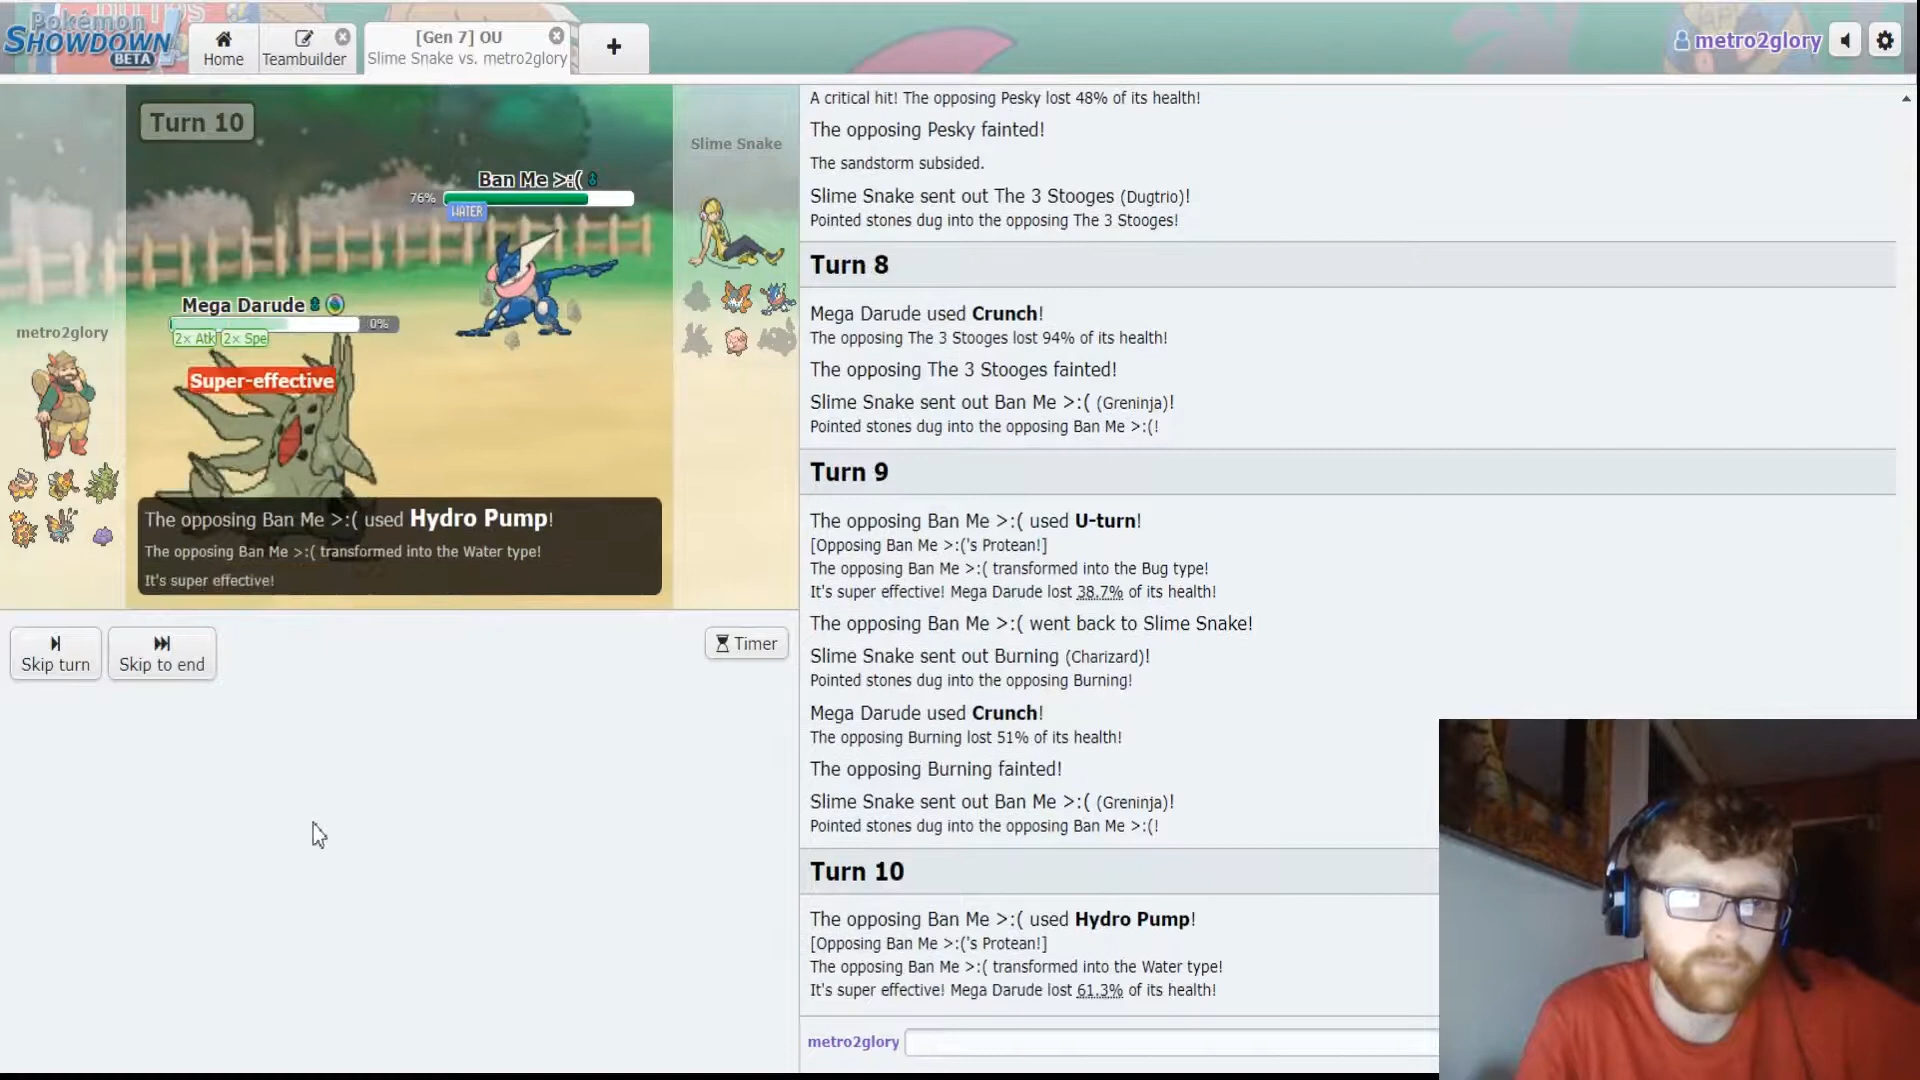 Pokémon
SHOWDOWN
BETA
Home
Teambuilder
[Gen 7] OU
Slime Snake vs. metro2glory
metro2glory
Turn 10
Ban Me >:(
76%
WATER
Mega Darude
0%
2× Atk 2× Spe
Super-effective
The opposing Ban Me >:( used Hydro Pump!
The opposing Ban Me >:( transformed into the Water type!
It's super effective!
metro2glory
Slime Snake
Skip turn
Skip to end
Timer
A critical hit! The opposing Pesky lost 48% of its health!
The opposing Pesky fainted!
The sandstorm subsided.
Slime Snake sent out The 3 Stooges (Dugtrio)!
Pointed stones dug into the opposing The 3 Stooges!
Turn 8
Mega Darude used Crunch!
The opposing The 3 Stooges lost 94% of its health!
The opposing The 3 Stooges fainted!
Slime Snake sent out Ban Me >:( (Greninja)!
Pointed stones dug into the opposing Ban Me >:(!
Turn 9
The opposing Ban Me >:( used U-turn!
[Opposing Ban Me >:('s Protean!]
The opposing Ban Me >:( transformed into the Bug type!
It's super effective! Mega Darude lost 38.7% of its health!
The opposing Ban Me >:( went back to Slime Snake!
Slime Snake sent out Burning (Charizard)!
Pointed stones dug into the opposing Burning!
Mega Darude used Crunch!
The opposing Burning lost 51% of its health!
The opposing Burning fainted!
Slime Snake sent out Ban Me >:( (Greninja)!
Pointed stones dug into the opposing Ban Me >:(!
Turn 10
The opposing Ban Me >:( used Hydro Pump!
[Opposing Ban Me >:('s Protean!]
The opposing Ban Me >:( transformed into the Water type!
It's super effective! Mega Darude lost 61.3% of its health!
metro2glory